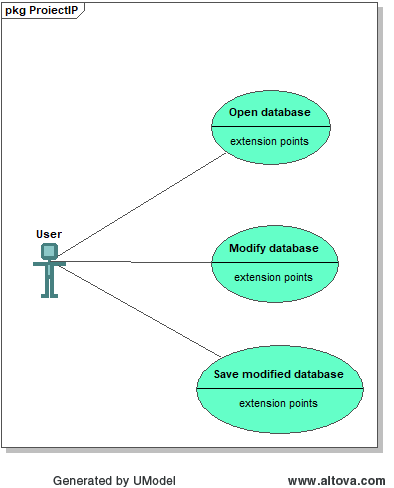 pkg ProiectIP
Open database
extension points
User
Modify database
extension points
Save modified database
extension points
Generated by UModel
www.altova.com